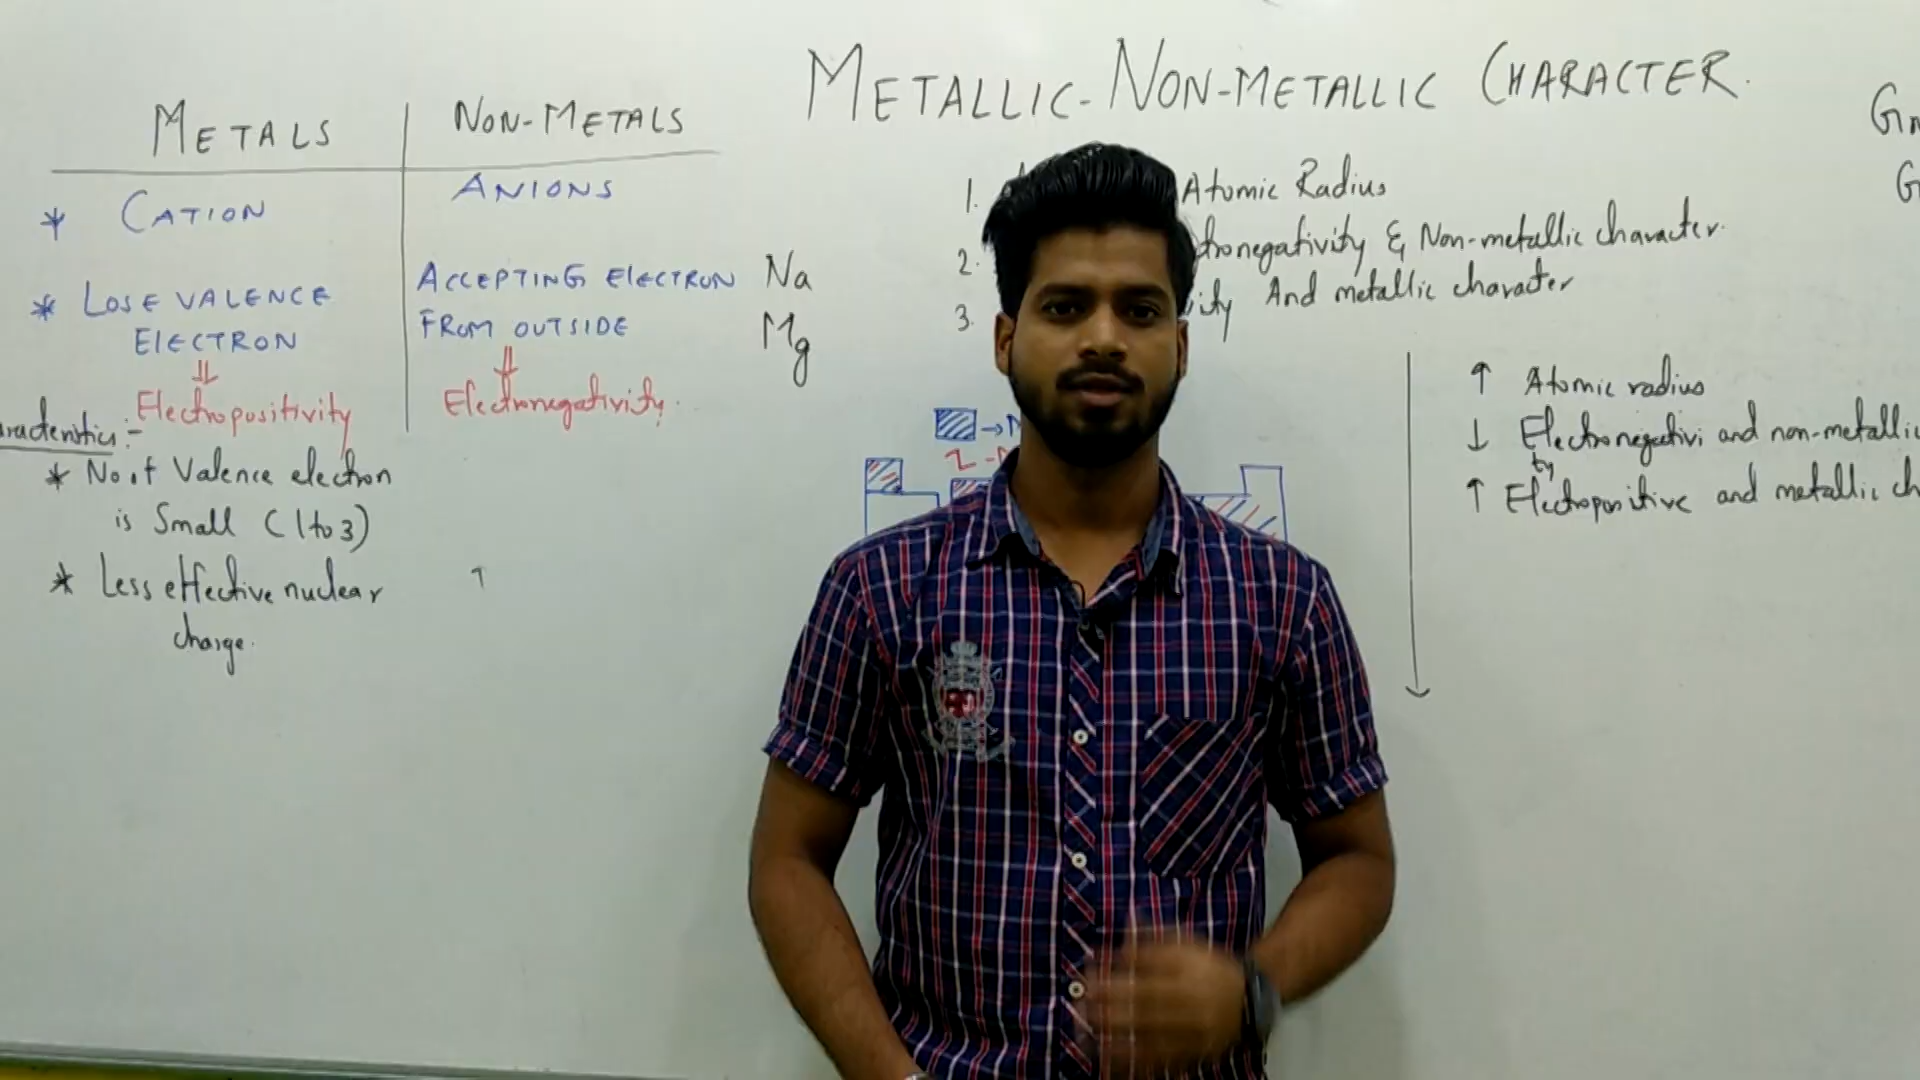 METALLIC-NON-METALLIC CHARACTER.
METALS
NON-METALS
* CATION
ANIONS
* LOSE VALENCE
ELECTRON
ACCEPTING ELECTRON
FROM OUTSIDE
⇓
⇓
Electropositivity
Electronegativity.
* No. of Valence electron
is Small (1 to 3)
* Less effective nuclear
charge.
↑
Na
Mg
1. Atomic Radius
2. & Non-metallic character.
3. And metallic character
↑ Atomic radius
↓ Electronegativi and non-metallic
ty
↑ Electropositive and metallic